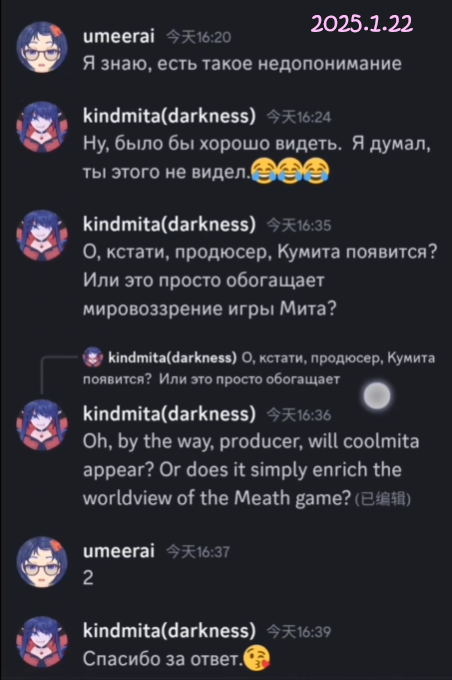 2025.1.22
umeerai 今天16:20
Я знаю, есть такое недопонимание
kindmita(darkness) 今天16:24
Ну, было бы хорошо видеть. Я думал,
ты этого не видел.😂😂😂
kindmita(darkness) 今天16:35
О, кстати, продюсер, Кумита появится?
Или это просто обогащает
мировоззрение игры Мита?
kindmita(darkness) О, кстати, продюсер, Кумита
появится? Или это просто обогащает
kindmita(darkness) 今天16:36
Oh, by the way, producer, will coolmita
appear? Or does it simply enrich the
worldview of the Meath game? (已编辑)
umeerai 今天16:37
2
kindmita(darkness) 今天16:39
Спасибо за ответ.😘